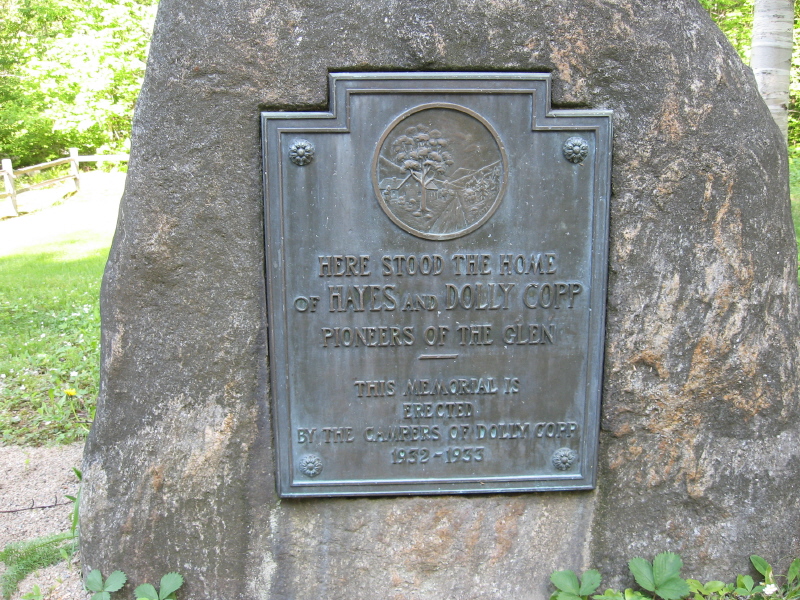 HERE STOOD THE HOME
OF HAYES AND DOLLY COPP
PIONEERS OF THE GLEN
THIS MEMORIAL IS
ERECTED
BY THE CAMPERS OF DOLLY COPP
1932-1933